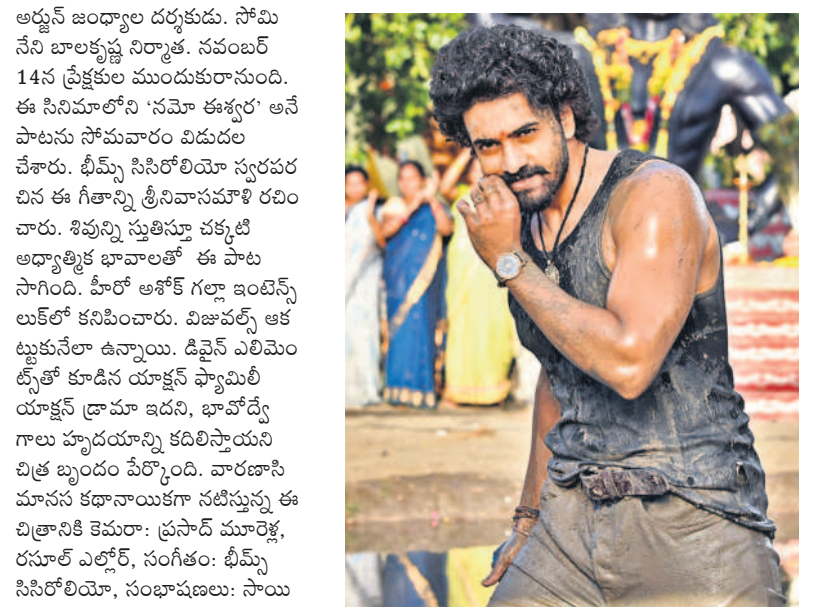 అర్జున్ జంధ్యాల దర్శకుడు. సోమి
నేని బాలకృష్ణ నిర్మాత. నవంబర్
14న ప్రేక్షకుల ముందుకురానుంది.
ఈ సినిమాలోని ‘నమో ఈశ్వర’ అనే
పాటను సోమవారం విడుదల
చేశారు. భీమ్స్ సిసిరోలియో స్వరపర
చిన ఈ గీతాన్ని శ్రీనివాసమౌళి రచిం
చారు. శివున్ని స్తుతిస్తూ చక్కటి
అధ్యాత్మిక భావాలతో ఈ పాట
సాగింది. హీరో అశోక్ గల్లా ఇంటెన్స్
లుక్‌లో కనిపించారు. విజువల్స్ ఆక
ట్టుకునేలా ఉన్నాయి. డివైన్ ఎలిమెం
ట్స్‌తో కూడిన యాక్షన్ ఫ్యామిలీ
యాక్షన్ డ్రామా ఇదని, భావోద్వే
గాలు హృదయాన్ని కదిలిస్తాయని
చిత్ర బృందం పేర్కొంది. వారణాసి
మానస కథానాయికగా నటిస్తున్న ఈ
చిత్రానికి కెమరా: ప్రసాద్ మూరెళ్ల,
రసూల్ ఎల్లోర్, సంగీతం: భీమ్స్
సిసిరోలియో, సంభాషణలు: సాయి